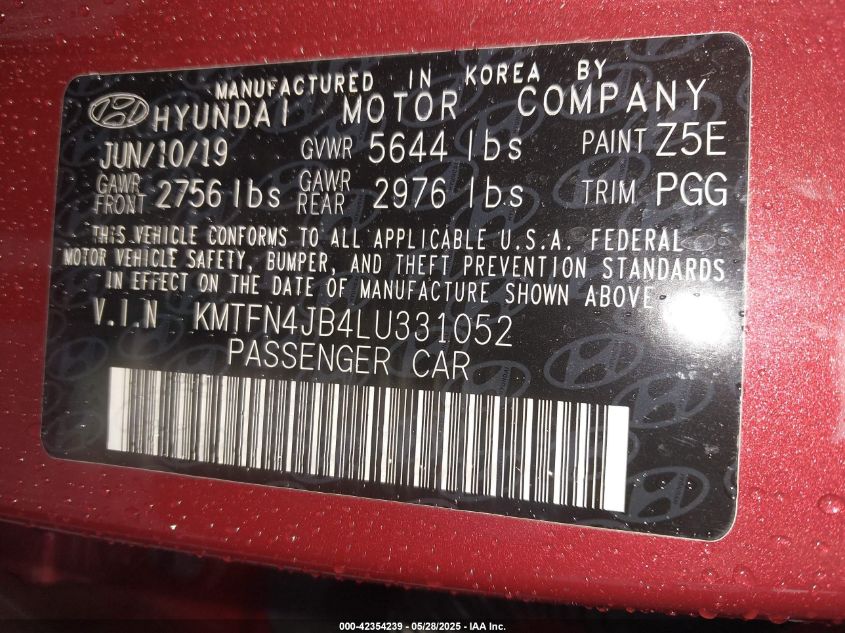 MANUFACTURED IN KOREA BY
HYUNDAI MOTOR COMPANY
JUN/10/19 GVWR 5644 lbs PAINT Z5E
GAWR FRONT 2756 lbs GAWR REAR 2976 lbs TRIM PGG
THIS VEHICLE CONFORMS TO ALL APPLICABLE U.S.A. FEDERAL
MOTOR VEHICLE SAFETY, BUMPER, AND THEFT PREVENTION STANDARDS
IN EFFECT ON THE DATE OF MANUFACTURE SHOWN ABOVE.
V.I.N KMTFN4JB4LU331052
PASSENGER CAR
000-42354239 - 05/28/2025 - IAA Inc.